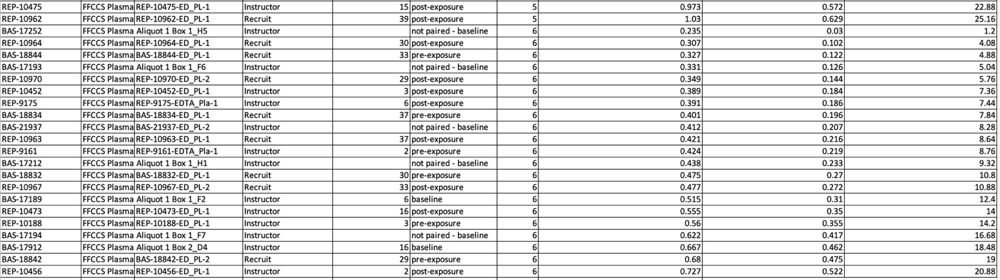 REP-10475 FFCCS Plasma REP-10475-ED_PL-1 Instructor 15 post-exposure 5 0.973 0.572 22.88
REP-10962 FFCCS Plasma REP-10962-ED_PL-1 Recruit 39 post-exposure 5 1.03 0.629 25.16
BAS-17252 FFCCS Plasma Aliquot 1 Box 1_H5 Instructor not paired - baseline 6 0.235 0.03 1.2
REP-10964 FFCCS Plasma REP-10964-ED_PL-1 Recruit 30 post-exposure 6 0.307 0.102 4.08
BAS-18844 FFCCS Plasma BAS-18844-ED_PL-1 Recruit 33 pre-exposure 6 0.327 0.122 4.88
BAS-17193 FFCCS Plasma Aliquot 1 Box 1_F6 Instructor not paired - baseline 6 0.331 0.126 5.04
REP-10970 FFCCS Plasma REP-10970-ED_PL-2 Recruit 29 post-exposure 6 0.349 0.144 5.76
REP-10452 FFCCS Plasma REP-10452-ED_PL-1 Instructor 3 post-exposure 6 0.389 0.184 7.36
REP-9175 FFCCS Plasma REP-9175-EDTA_Pla-1 Instructor 6 post-exposure 6 0.391 0.186 7.44
BAS-18834 FFCCS Plasma BAS-18834-ED_PL-1 Recruit 37 pre-exposure 6 0.401 0.196 7.84
BAS-21937 FFCCS Plasma BAS-21937-ED_PL-2 Instructor not paired - baseline 6 0.412 0.207 8.28
REP-10963 FFCCS Plasma REP-10963-ED_PL-1 Recruit 37 post-exposure 6 0.421 0.216 8.64
REP-9161 FFCCS Plasma REP-9161-EDTA_Pla-1 Instructor 2 pre-exposure 6 0.424 0.219 8.76
BAS-17212 FFCCS Plasma Aliquot 1 Box 1_H1 Instructor not paired - baseline 6 0.438 0.233 9.32
BAS-18832 FFCCS Plasma BAS-18832-ED_PL-1 Recruit 30 pre-exposure 6 0.475 0.27 10.8
REP-10967 FFCCS Plasma REP-10967-ED_PL-2 Recruit 33 post-exposure 6 0.477 0.272 10.88
BAS-17189 FFCCS Plasma Aliquot 1 Box 1_F2 Instructor 6 baseline 6 0.515 0.31 12.4
REP-10473 FFCCS Plasma REP-10473-ED_PL-1 Instructor 16 post-exposure 6 0.555 0.35 14
REP-10188 FFCCS Plasma REP-10188-ED_PL-1 Instructor 3 pre-exposure 6 0.56 0.355 14.2
BAS-17194 FFCCS Plasma Aliquot 1 Box 1_F7 Instructor not paired - baseline 6 0.622 0.417 16.68
BAS-17912 FFCCS Plasma Aliquot 1 Box 2_D4 Instructor 16 baseline 6 0.667 0.462 18.48
BAS-18842 FFCCS Plasma BAS-18842-ED_PL-2 Recruit 29 pre-exposure 6 0.68 0.475 19
REP-10456 FFCCS Plasma REP-10456-ED_PL-1 Instructor 2 post-exposure 6 0.727 0.522 20.88